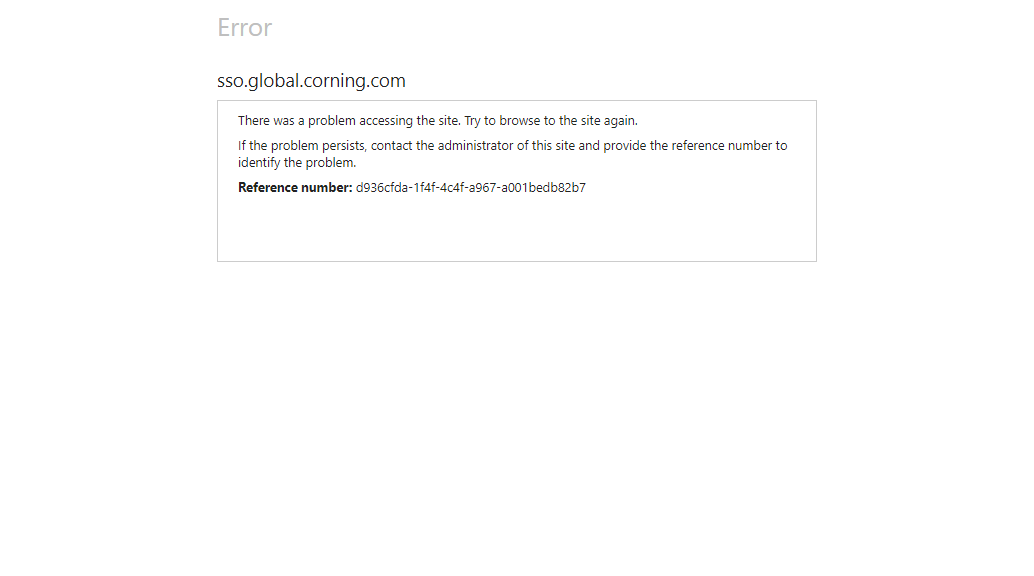 Error
sso.global.corning.com
There was a problem accessing the site. Try to browse to the site again.
If the problem persists, contact the administrator of this site and provide the reference number to
identify the problem.
Reference number: d936cfda-1f4f-4c4f-a967-a001bedb82b7